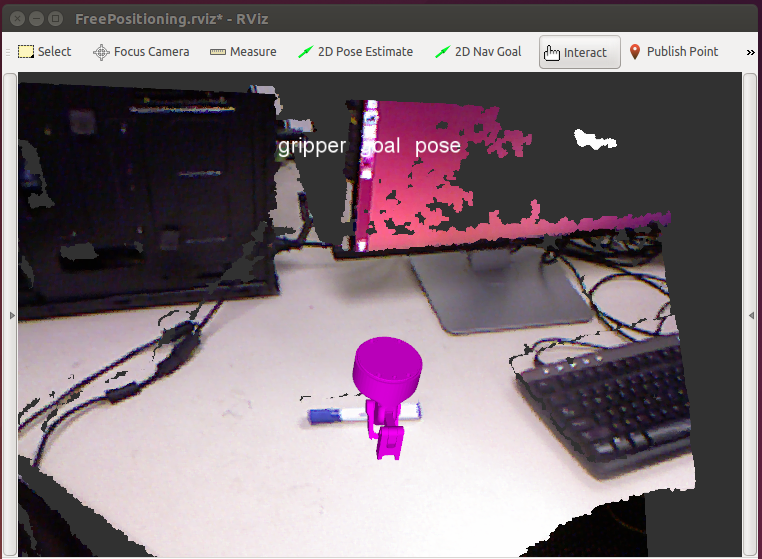 FreePositioning.rviz* - RViz
Select Focus Camera Measure 2D Pose Estimate 2D Nav Goal Interact Publish Point »
gripper goal pose